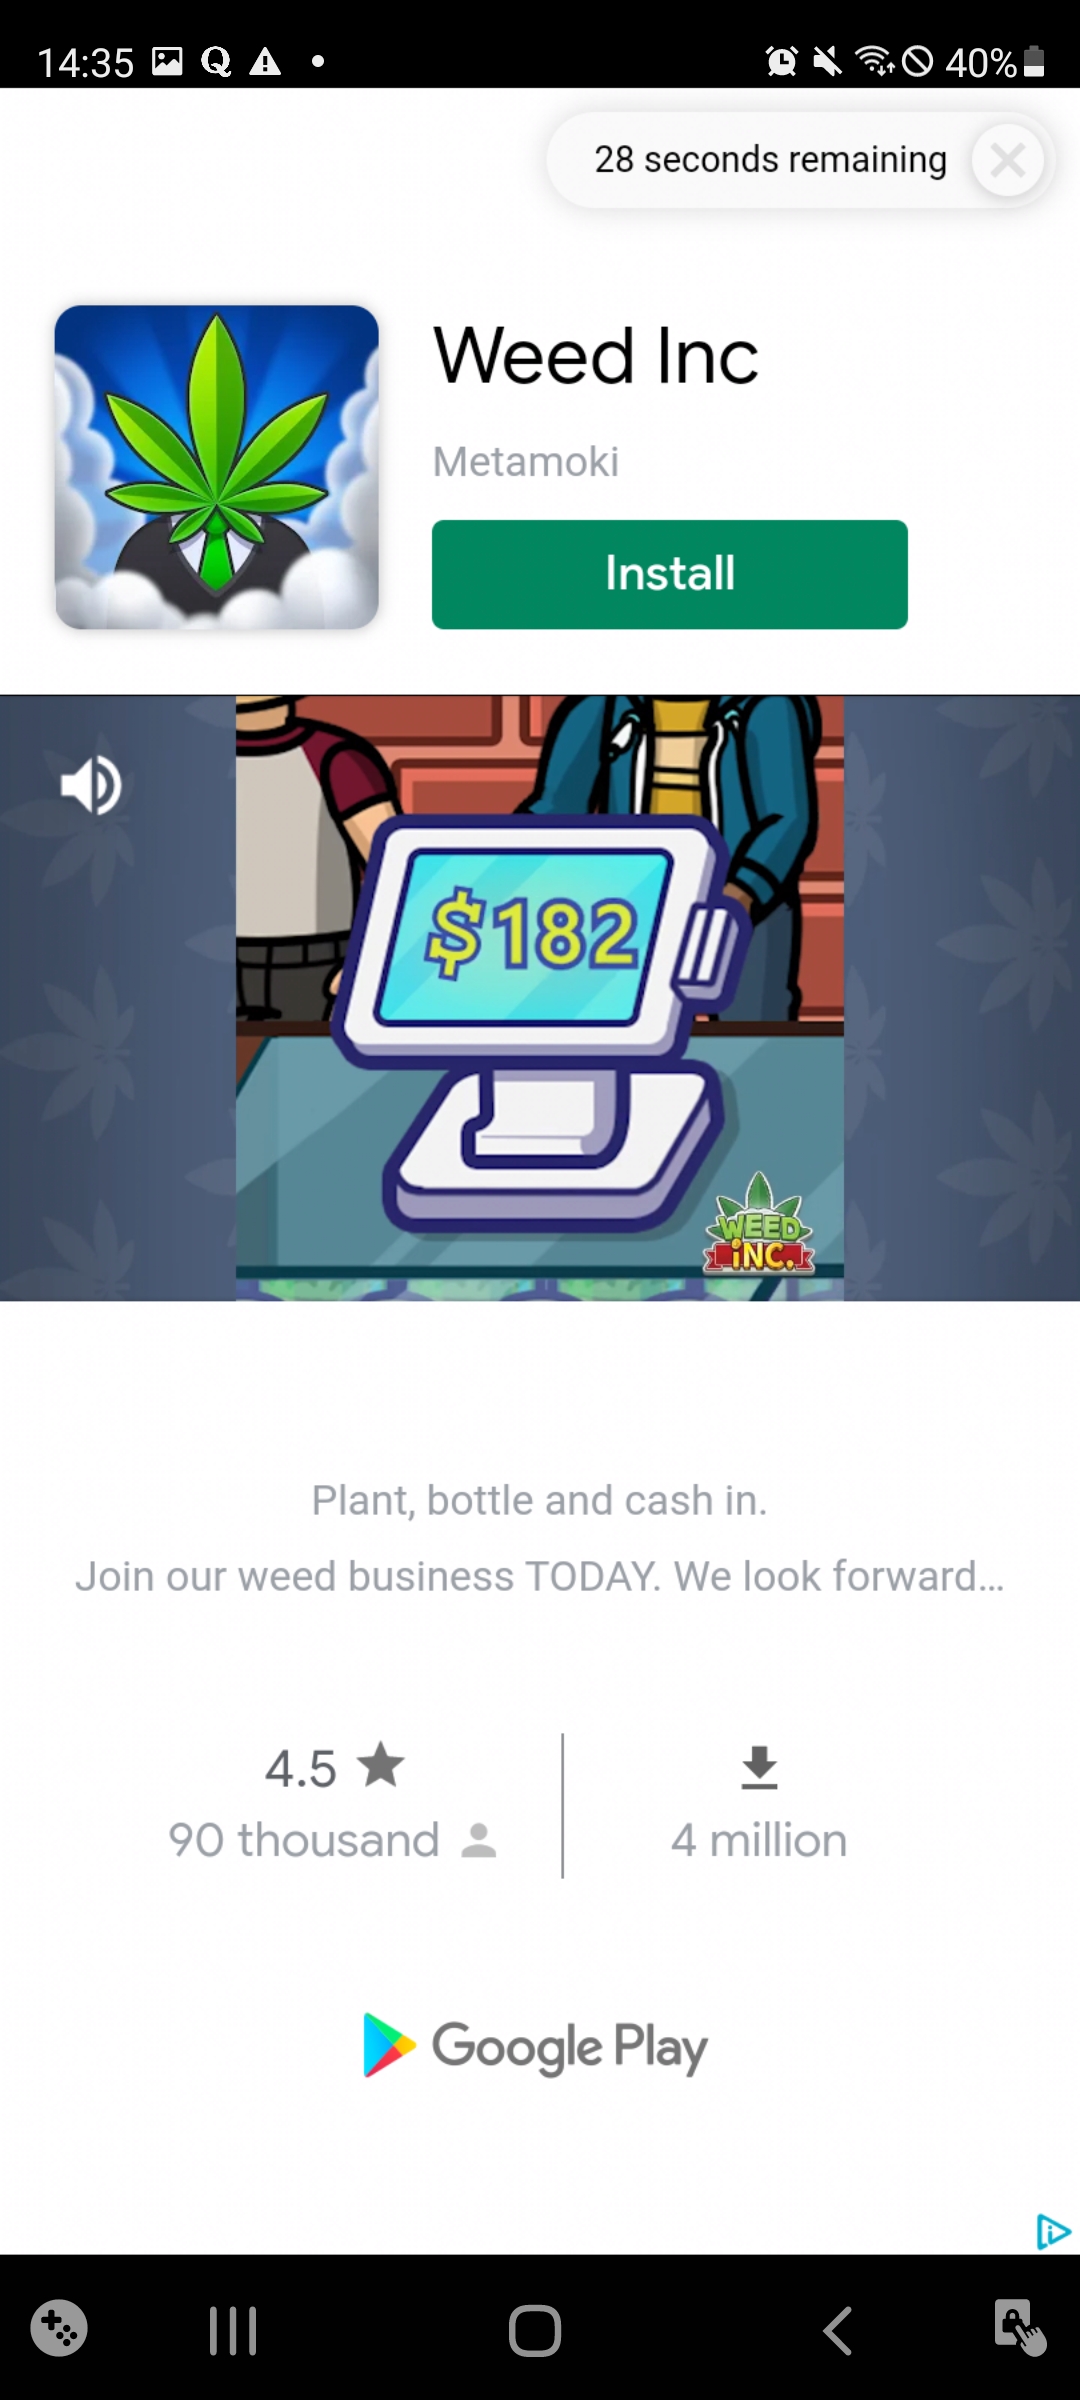 14:35 Q 40%
28 seconds remaining
Weed Inc
Metamoki
Install
$182
WEED
iNC.
Plant, bottle and cash in.
Join our weed business TODAY. We look forward...
4.5
90 thousand
4 million
Google Play